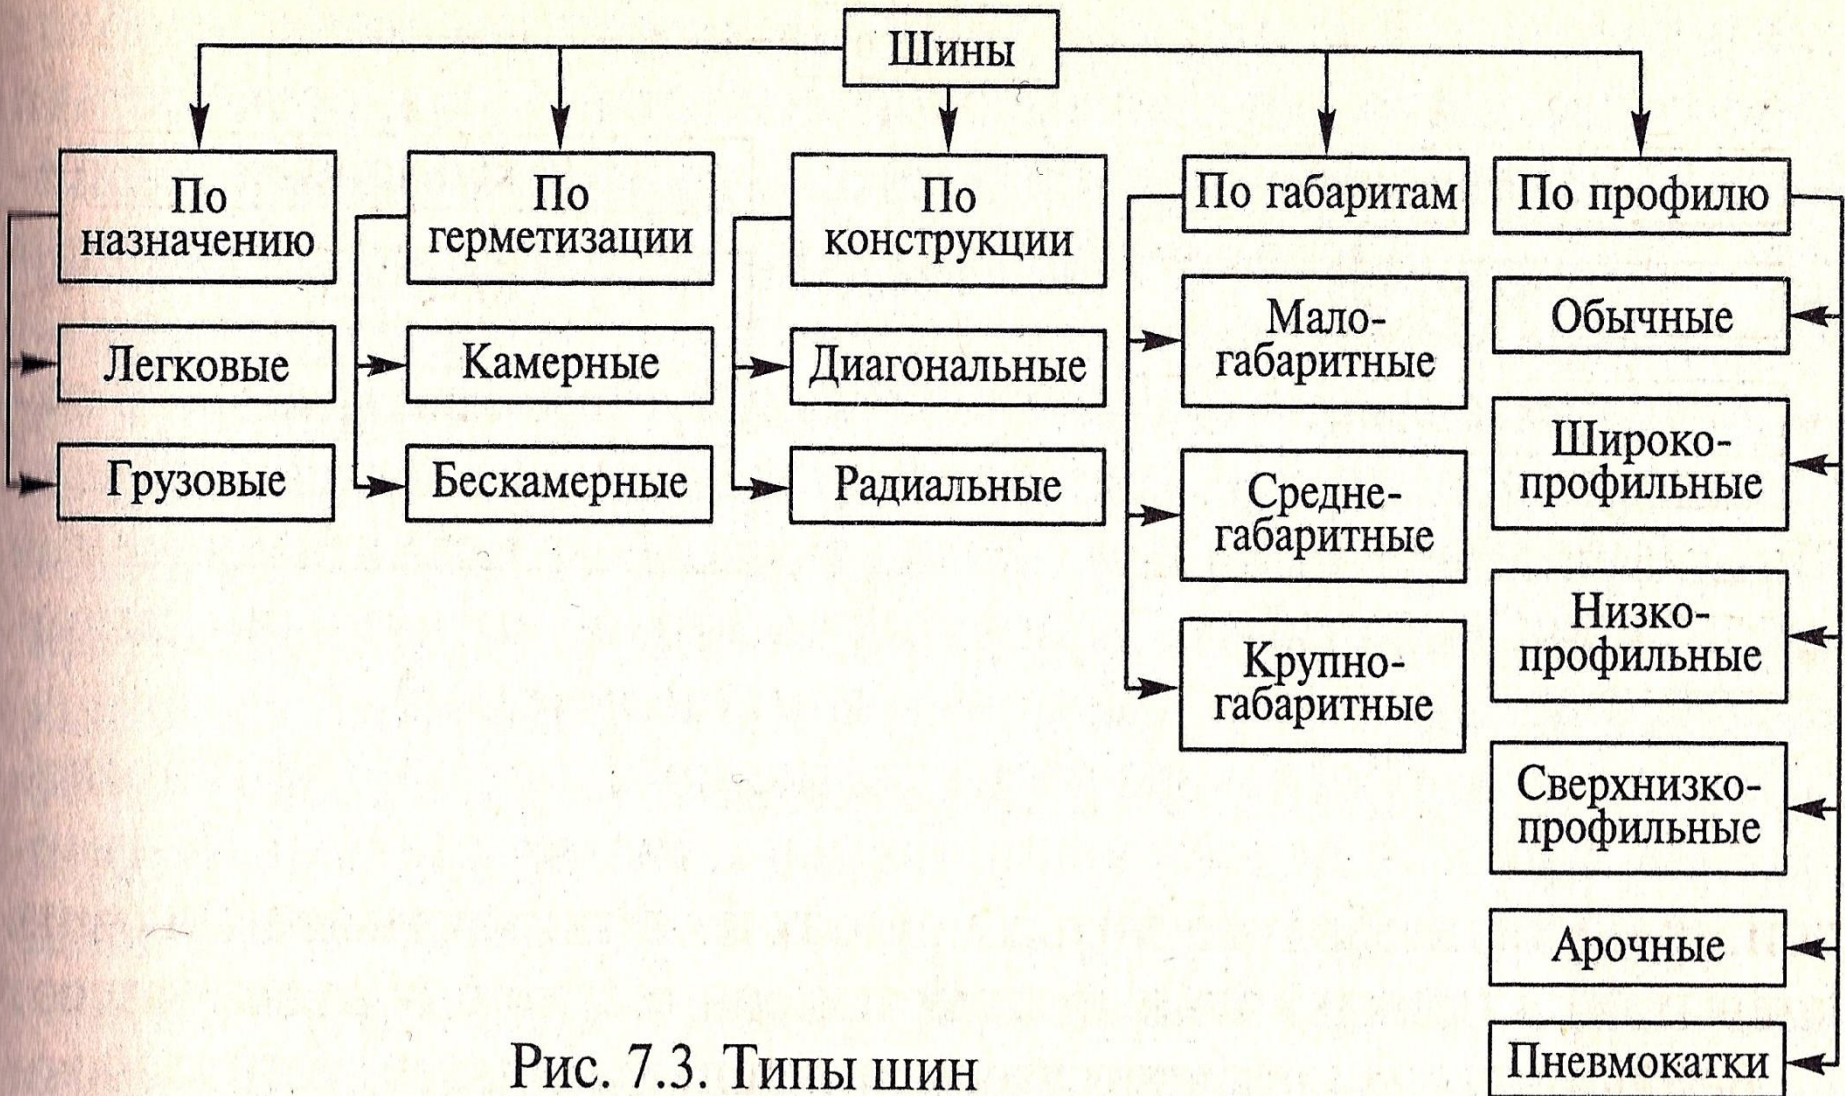 Шины
По
назначению
Легковые
Грузовые
По
герметизации
Камерные
Бескамерные
По
конструкции
Диагональные
Радиальные
По габаритам
Мало-
габаритные
Средне-
габаритные
Крупно-
габаритные
По профилю
Обычные
Широко-
профильные
Низко-
профильные
Сверхнизко-
профильные
Арочные
Пневмокатки
Рис. 7.3. Типы шин